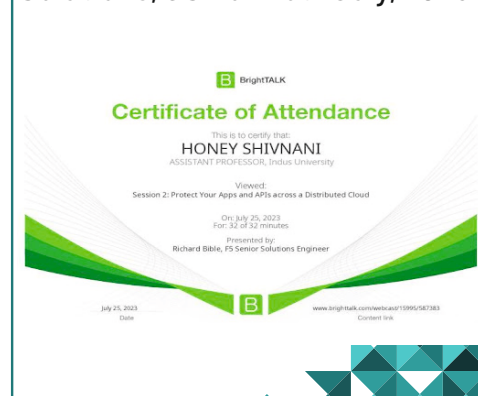 BrightTALK
Certificate of Attendance
This is to certify that:
HONEY SHIVNANI
ASSISTANT PROFESSOR, Indus University
Viewed:
Session 2: Protect Your Apps and APIs across a Distributed Cloud
On: July 25, 2023
For: 32 of 32 minutes
Presented by:
Richard Bible, F5 Senior Solutions Engineer
July 25, 2023
Date
B
www.brighttalk.com/webcast/15995/587383
Content link